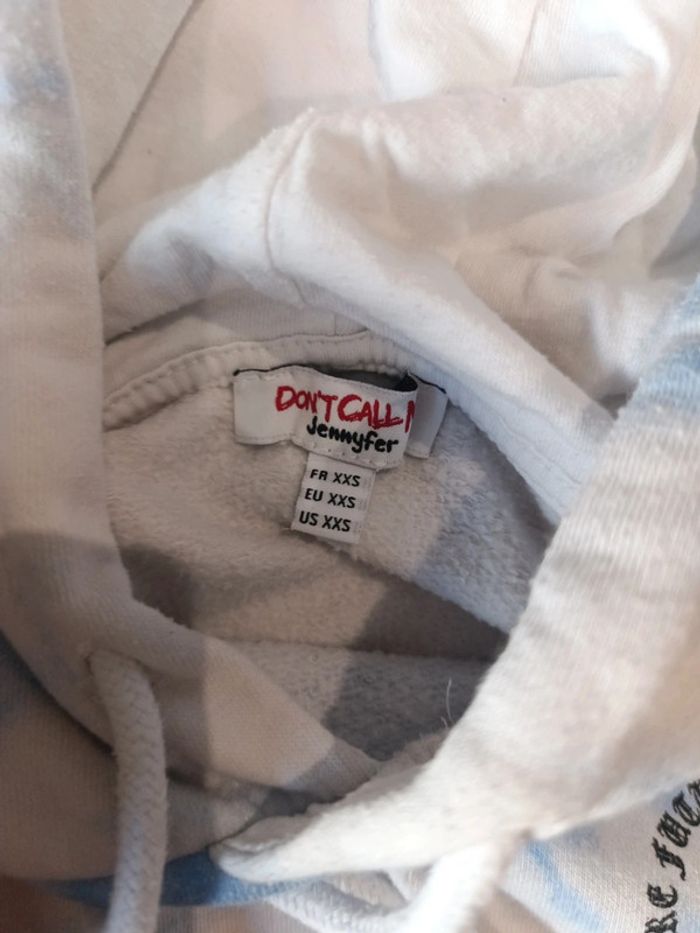 DON'T CALL
Jennyfer
FR XXS
EU XXS
US XXS